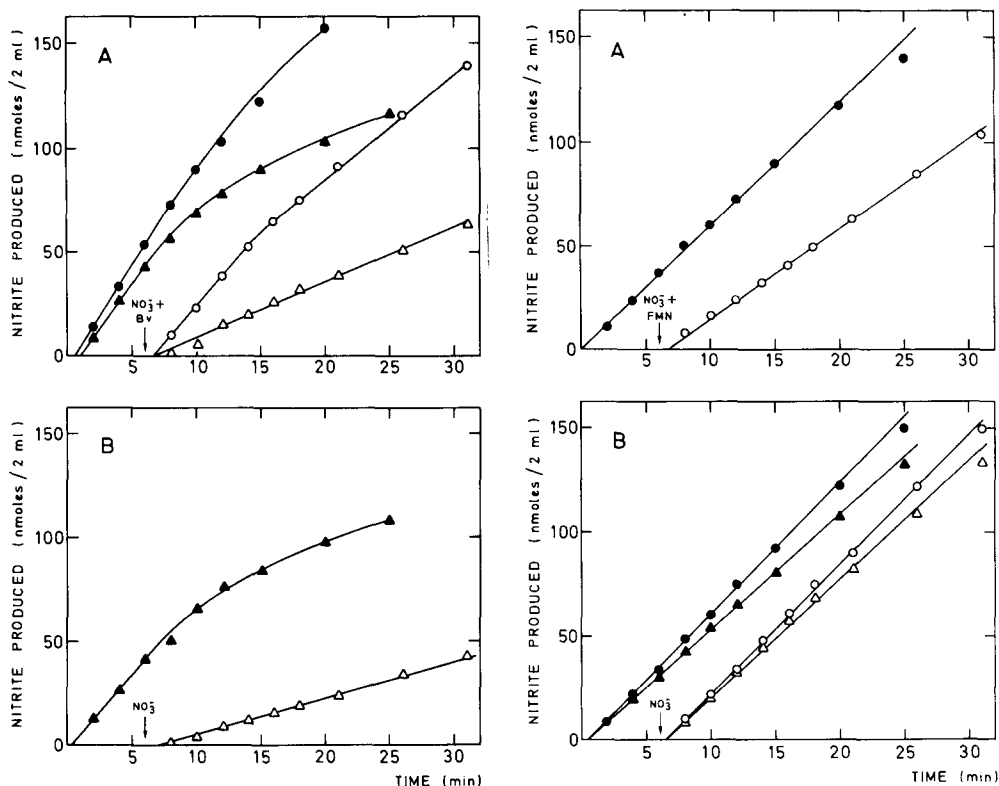 NITRITE PRODUCED (nmoles / 2 ml)
A
150
100
50
0
NO₃⁻ +
BV
5
10
15
20
25
30
NITRITE PRODUCED (nmoles / 2 ml)
A
150
100
50
0
NO₃⁻ +
FMN
5
10
15
20
25
30
NITRITE PRODUCED (nmoles / 2 ml)
B
150
100
50
0
NO₃⁻
5
10
15
20
25
30
TIME (min)
NITRITE PRODUCED (nmoles / 2 ml)
B
150
100
50
0
NO₃⁻
5
10
15
20
25
30
TIME (min)